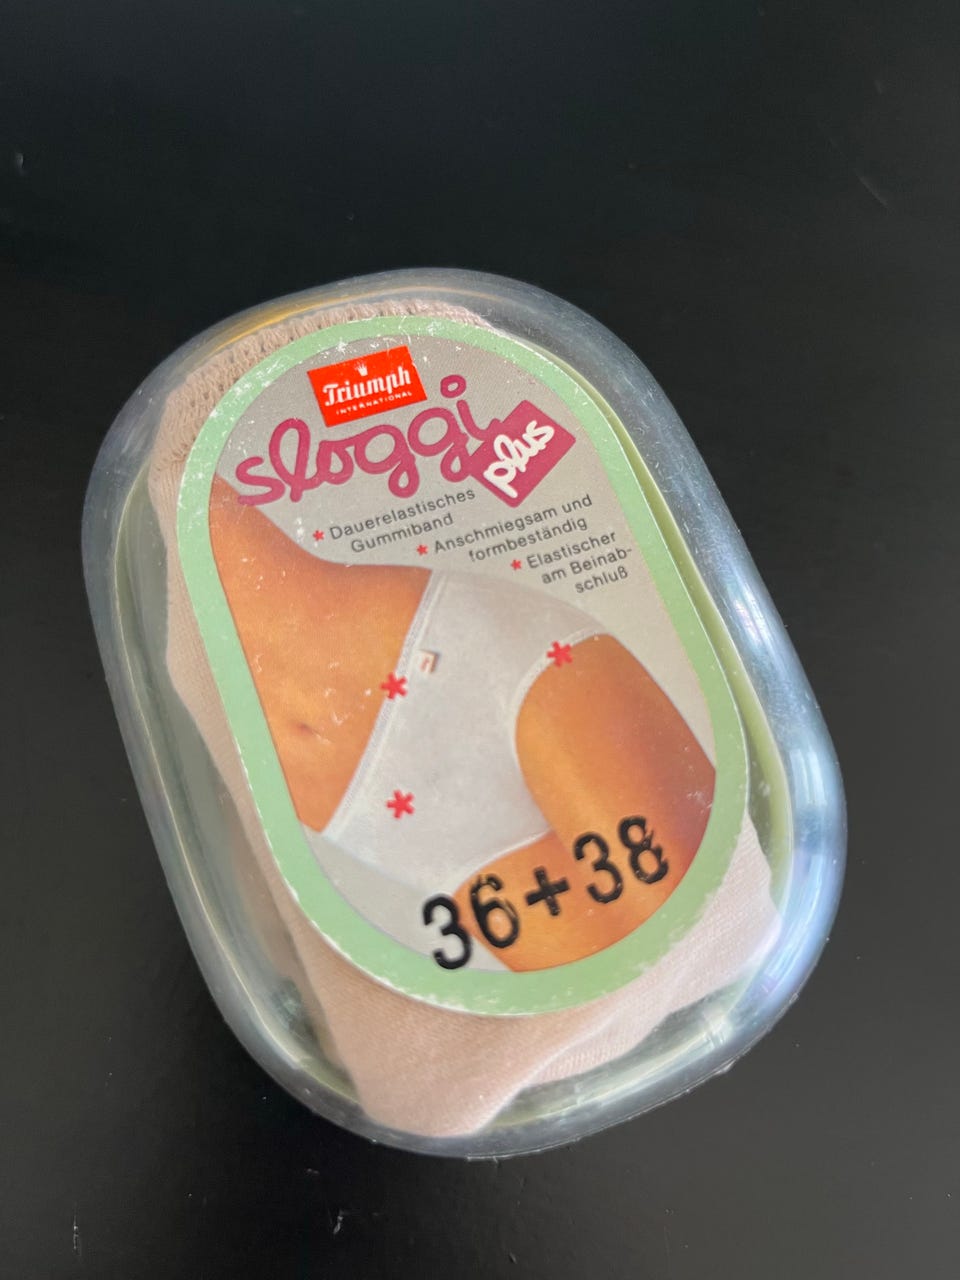 Triumph
INTERNATIONAL
sloggi
plus
* Dauerelastisches
Gummiband
* Anschmiegsam und
formbeständig
* Elastischer
am Beinab-
schluß
36+38